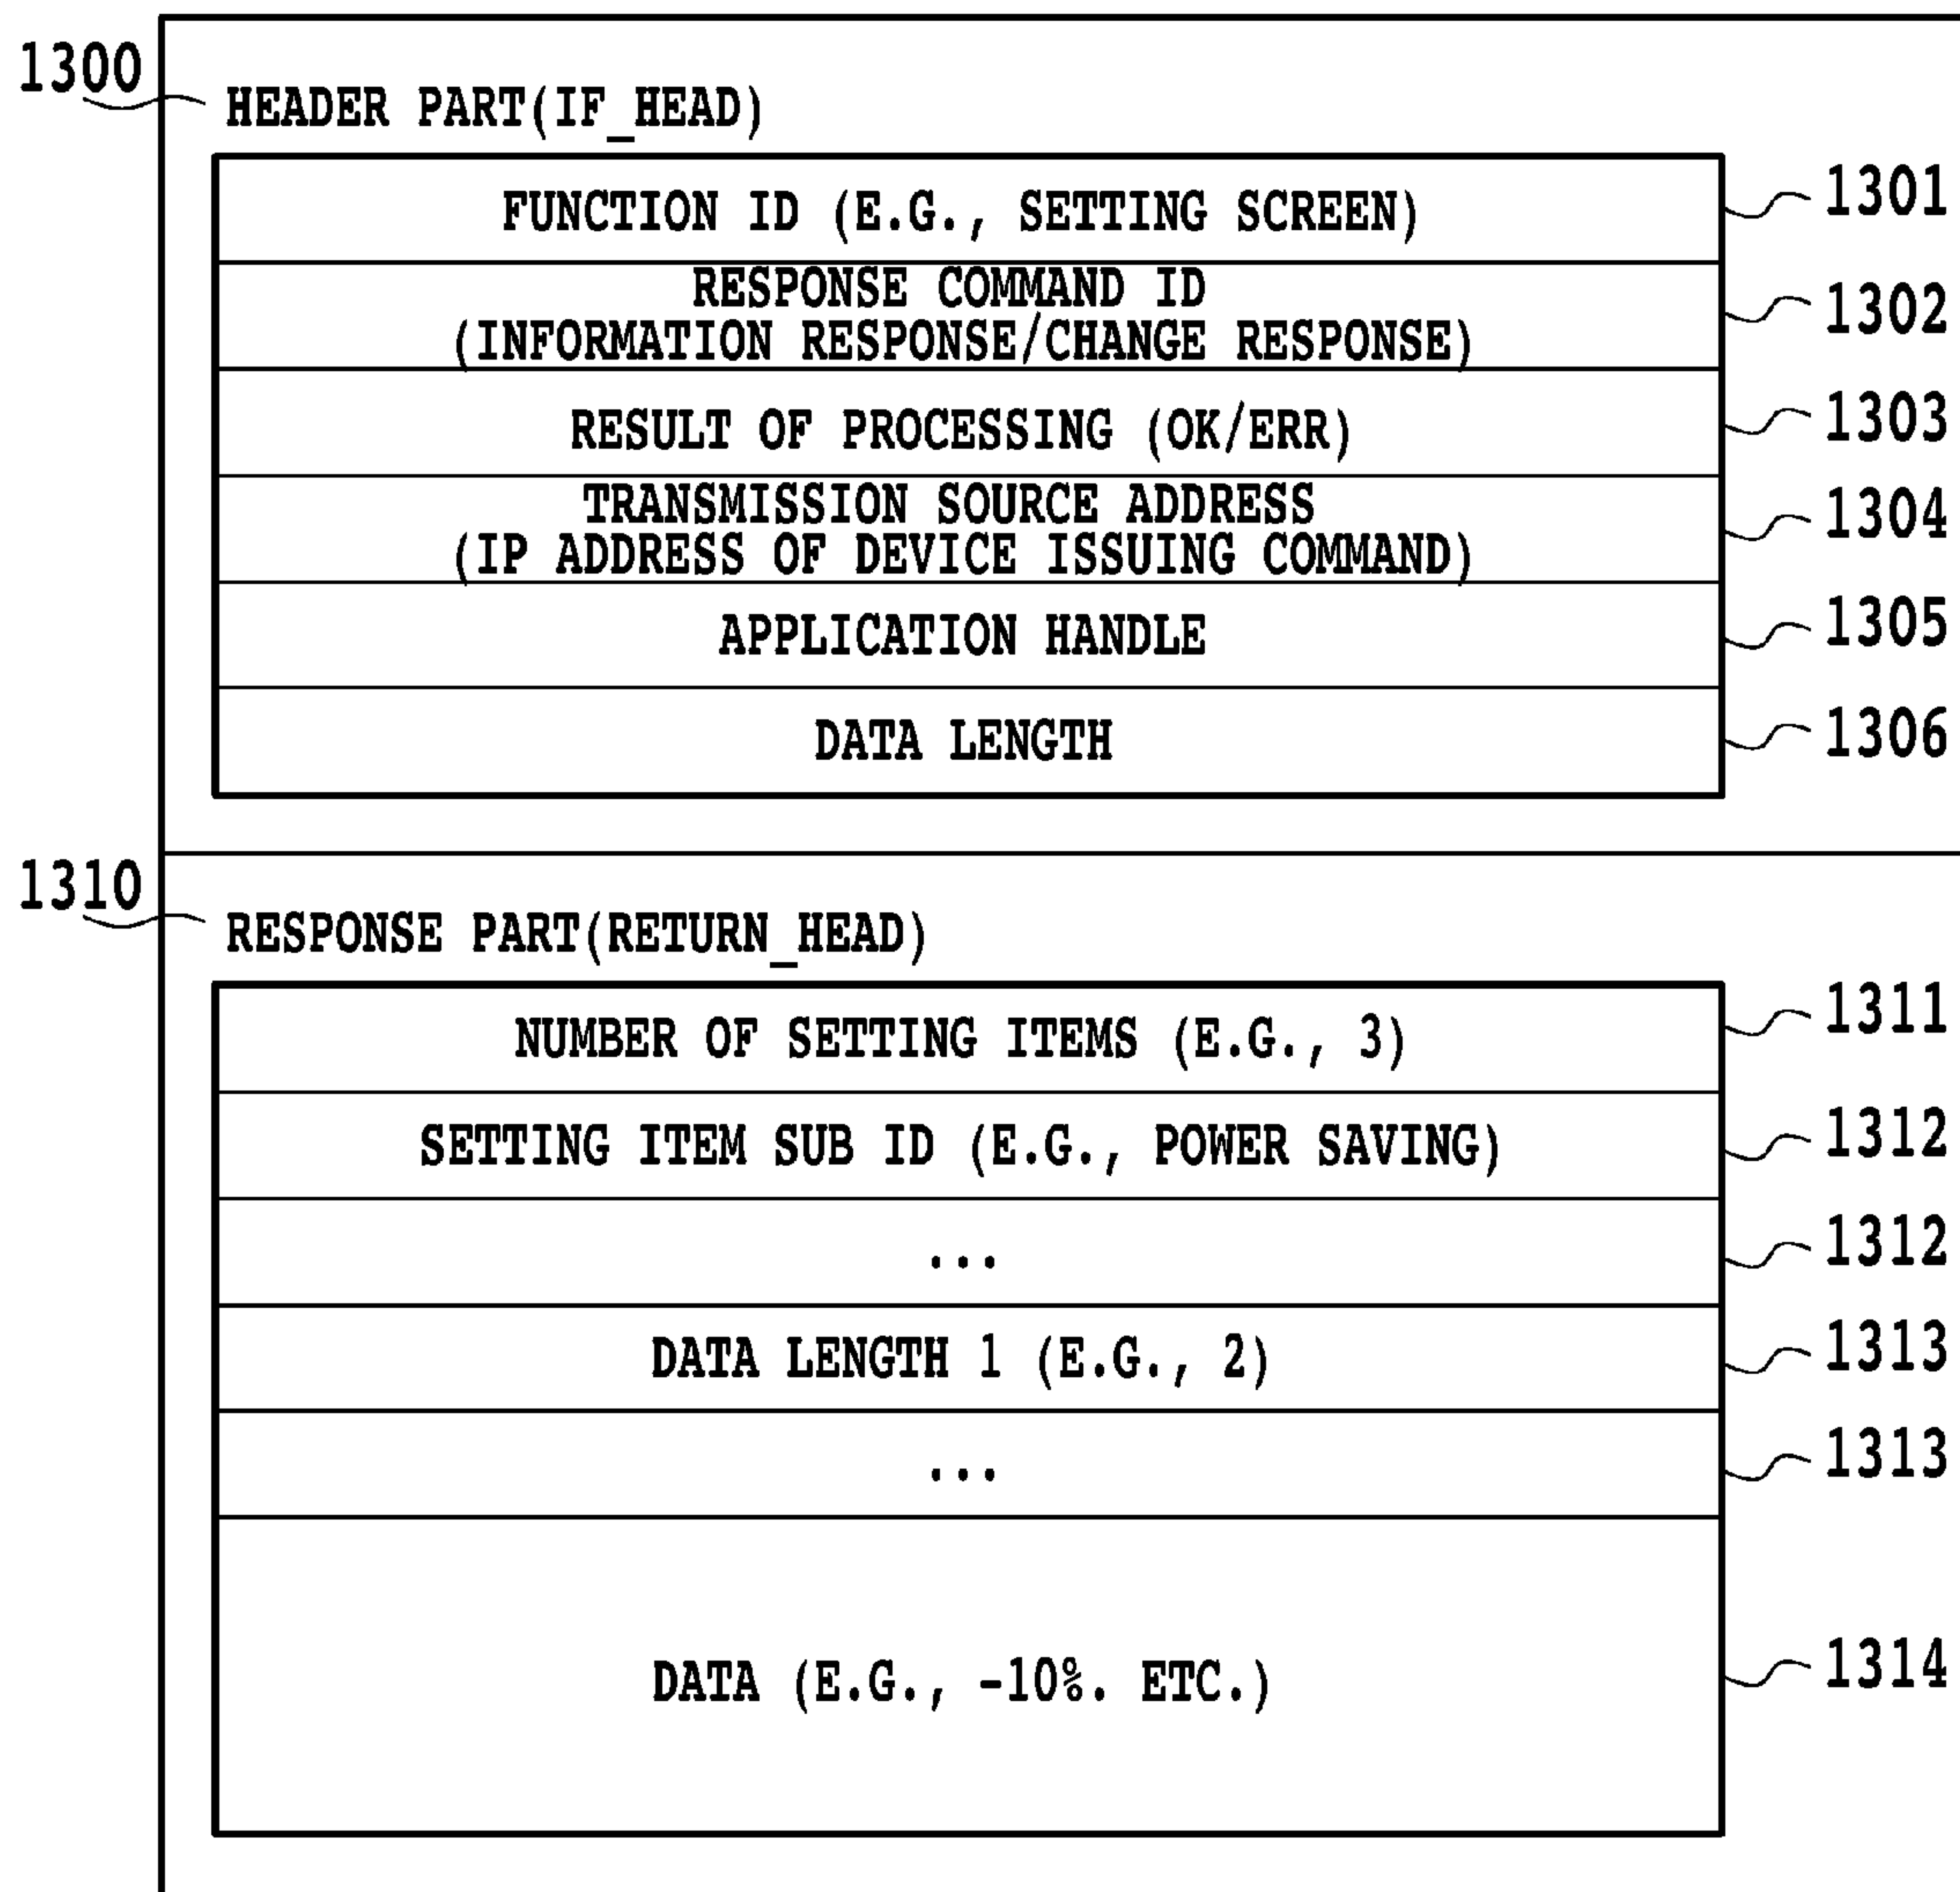 1300
HEADER PART(IF_HEAD)
FUNCTION ID (E.G., SETTING SCREEN)
1301
RESPONSE COMMAND ID
(INFORMATION RESPONSE/CHANGE RESPONSE)
1302
RESULT OF PROCESSING (OK/ERR)
1303
TRANSMISSION SOURCE ADDRESS
(IP ADDRESS OF DEVICE ISSUING COMMAND)
1304
APPLICATION HANDLE
1305
DATA LENGTH
1306
1310
RESPONSE PART(RETURN_HEAD)
NUMBER OF SETTING ITEMS (E.G., 3)
1311
SETTING ITEM SUB ID (E.G., POWER SAVING)
1312
...
1312
DATA LENGTH 1 (E.G., 2)
1313
...
1313
DATA (E.G., -10%. ETC.)
1314